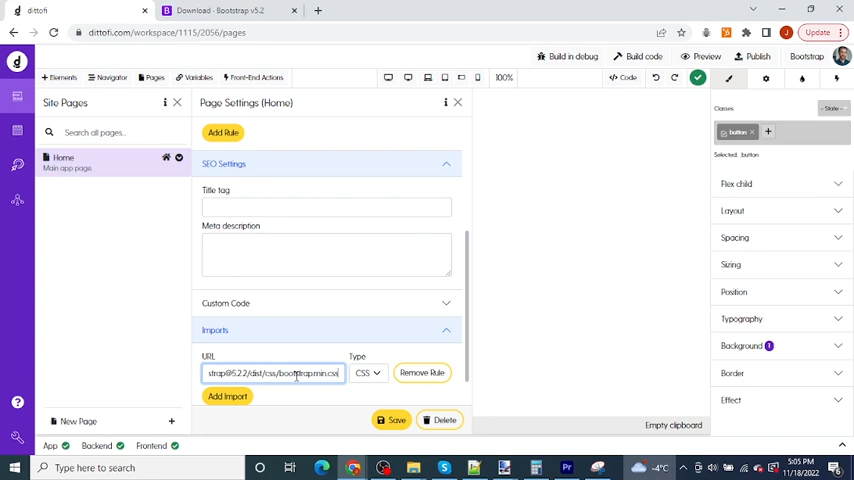 dittofi
Download · Bootstrap v5.2
dittofi.com/workspace/1115/2056/pages
Update
Build in debug
Build code
Preview
Publish
Bootstrap
Elements
Navigator
Pages
Variables
Front-End Actions
100%
Code
Site Pages
Page Settings (Home)
Search all pages..
Home
Main app page
Add Rule
SEO Settings
Title tag
Meta description
Custom Code
Imports
URL
Type
strap@5.2.2/dist/css/bootstrap.min.css
CSS
Remove Rule
Add Import
New Page
Save
Delete
Classes
- State -
button
Selected: .button
Flex child
Layout
Spacing
Sizing
Position
Typography
Background
Border
Effect
Empty clipboard
App
Backend
Frontend
Type here to search
-4°C
5:05 PM
11/18/2022